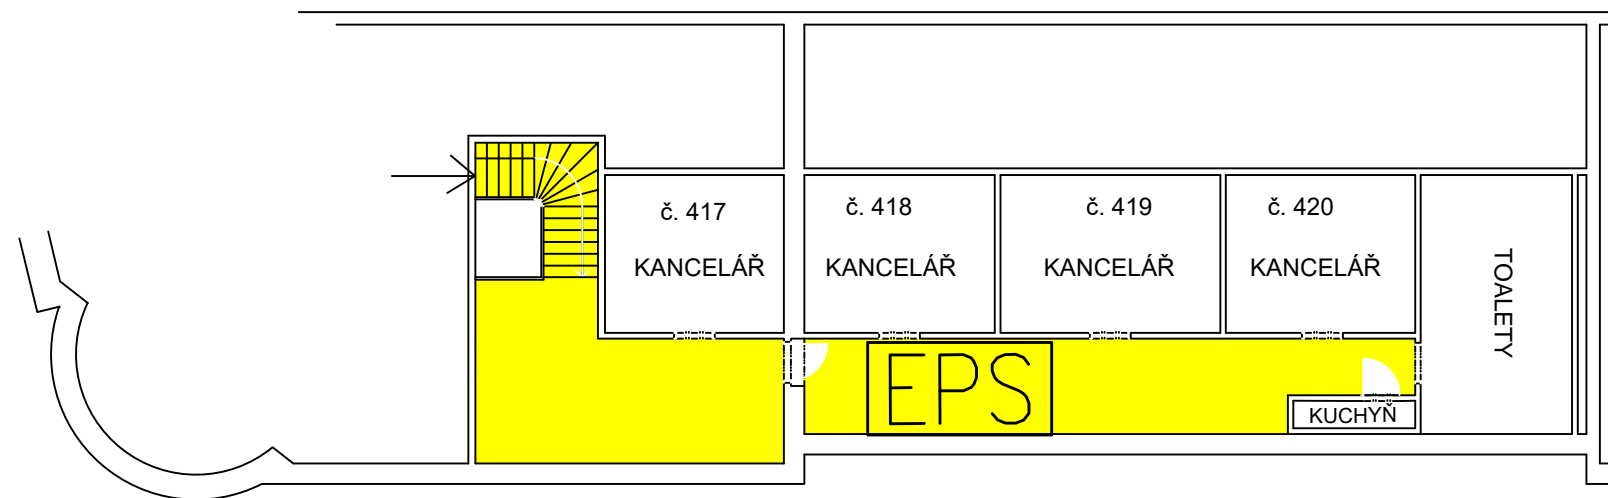 č. 417
KANCELÁŘ
č. 418
KANCELÁŘ
č. 419
KANCELÁŘ
č. 420
KANCELÁŘ
TOALETY
EPS
KUCHYŇ